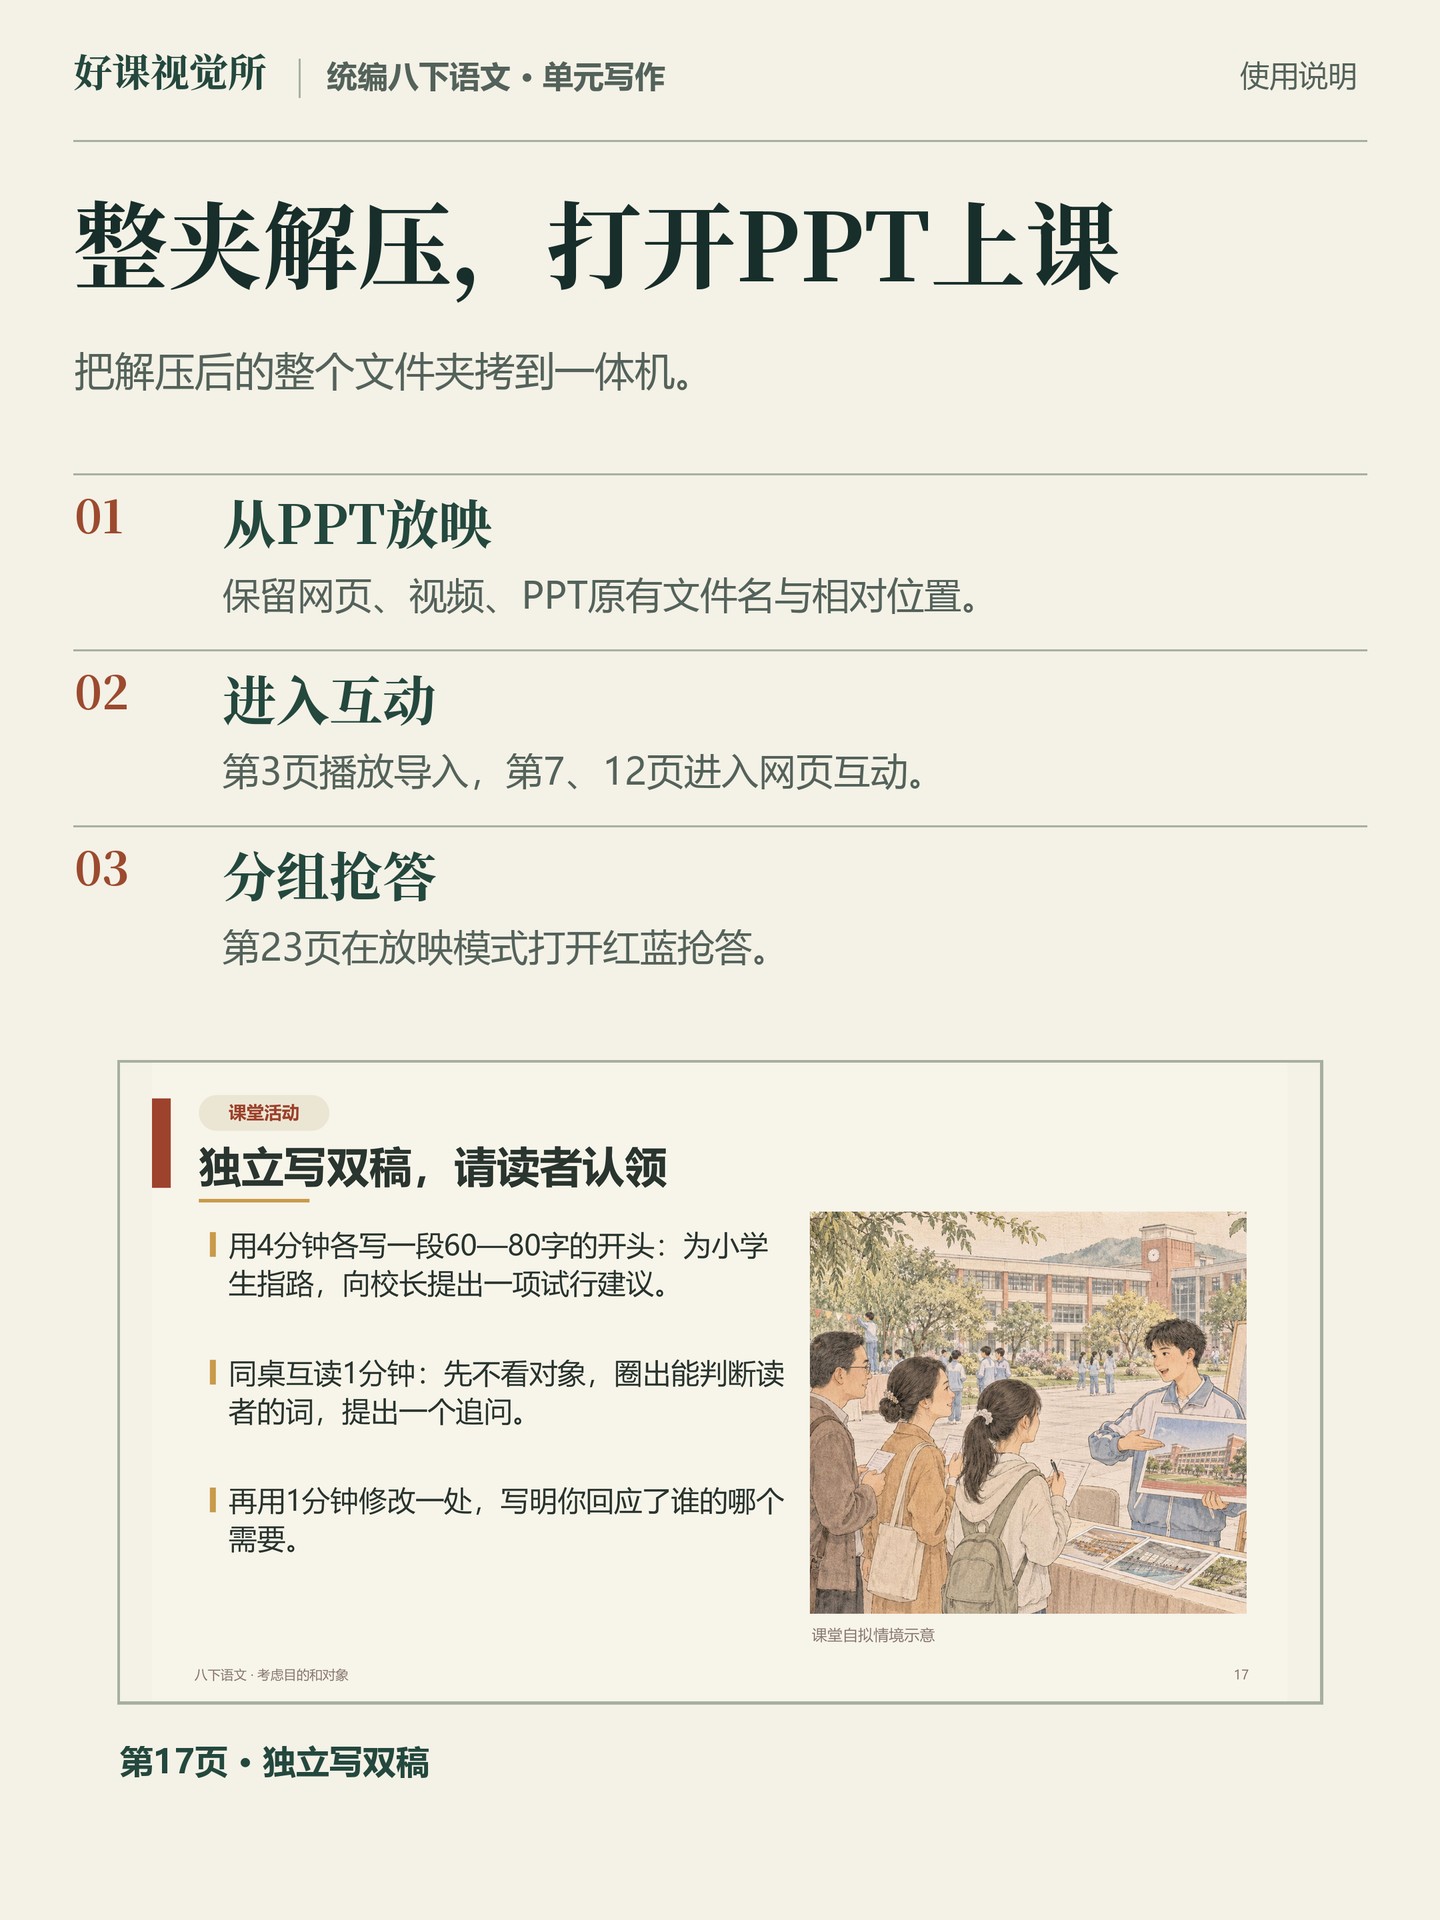 好课视觉所
统编八下语文·单元写作
使用说明
整夹解压，打开PPT上课
把解压后的整个文件夹拷到一体机。
01
从PPT放映
保留网页、视频、PPT原有文件名与相对位置。
02
进入互动
第3页播放导入，第7、12页进入网页互动。
03
分组抢答
第23页在放映模式打开红蓝抢答。
课堂活动
独立写双稿，请读者认领
用4分钟各写一段60—80字的开头：为小学
生指路，向校长提出一项试行建议。
同桌互读1分钟：先不看对象，圈出能判断读
者的词，提出一个追问。
再用1分钟修改一处，写明你回应了谁的哪个
需要。
课堂自拟情境示意
八下语文·考虑目的和对象
17
第17页·独立写双稿